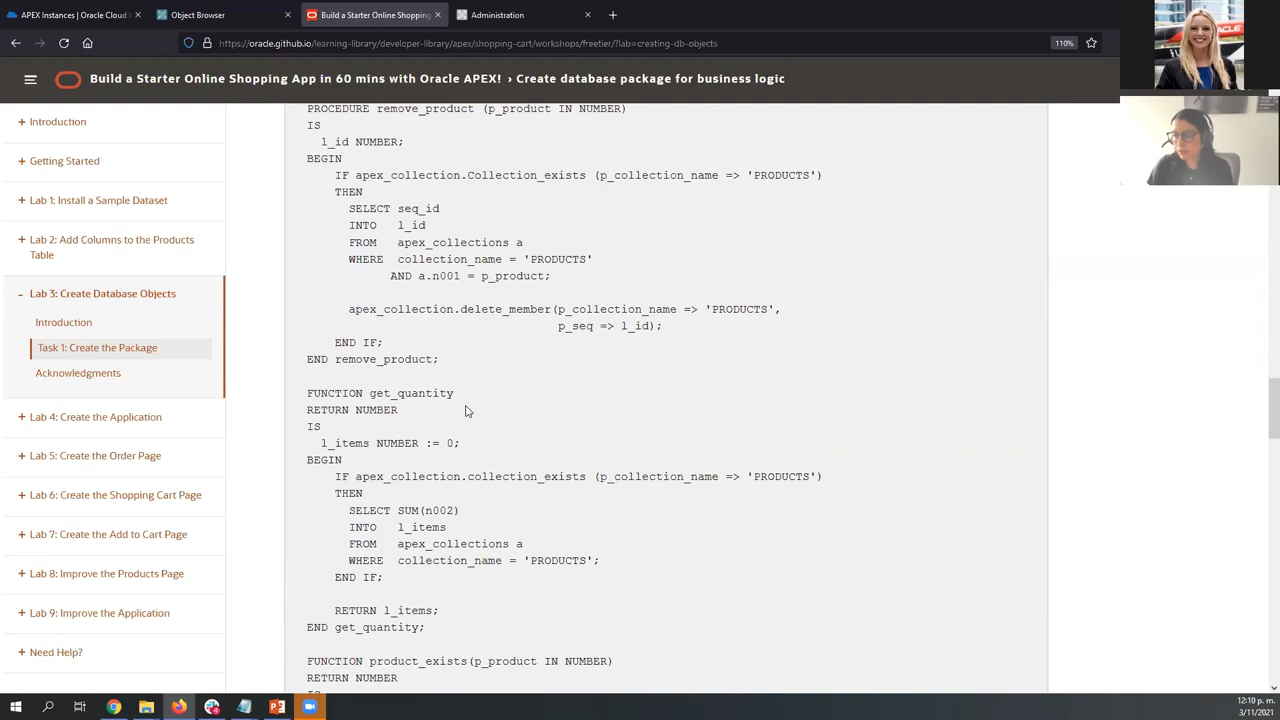 APEX Instances | Oracle Cloud I
Object Browser
Build a Starter Online Shopping
Administration
https://oracle.github.io/learning-library/developer-library/apex/shopping-cart/workshops/freetier/?lab=creating-db-objects
110%
Build a Starter Online Shopping App in 60 mins with Oracle APEX! › Create database package for business logic
+ Introduction
+ Getting Started
+ Lab 1: Install a Sample Dataset
+ Lab 2: Add Columns to the Products
Table
- Lab 3: Create Database Objects
Introduction
Task 1: Create the Package
Acknowledgments
+ Lab 4: Create the Application
+ Lab 5: Create the Order Page
+ Lab 6: Create the Shopping Cart Page
+ Lab 7: Create the Add to Cart Page
+ Lab 8: Improve the Products Page
+ Lab 9: Improve the Application
+ Need Help?
PROCEDURE remove_product (p_product IN NUMBER)
IS
l_id NUMBER;
BEGIN
IF apex_collection.Collection_exists (p_collection_name => 'PRODUCTS')
THEN
SELECT seq_id
INTO l_id
FROM apex_collections a
WHERE collection_name = 'PRODUCTS'
AND a.n001 = p_product;
apex_collection.delete_member(p_collection_name => 'PRODUCTS',
p_seq => l_id);
END IF;
END remove_product;
FUNCTION get_quantity
RETURN NUMBER
IS
l_items NUMBER := 0;
BEGIN
IF apex_collection.collection_exists (p_collection_name => 'PRODUCTS')
THEN
SELECT SUM(n002)
INTO l_items
FROM apex_collections a
WHERE collection_name = 'PRODUCTS';
END IF;
RETURN l_items;
END get_quantity;
FUNCTION product_exists(p_product IN NUMBER)
RETURN NUMBER
IS
12:10 p. m.
3/11/2021